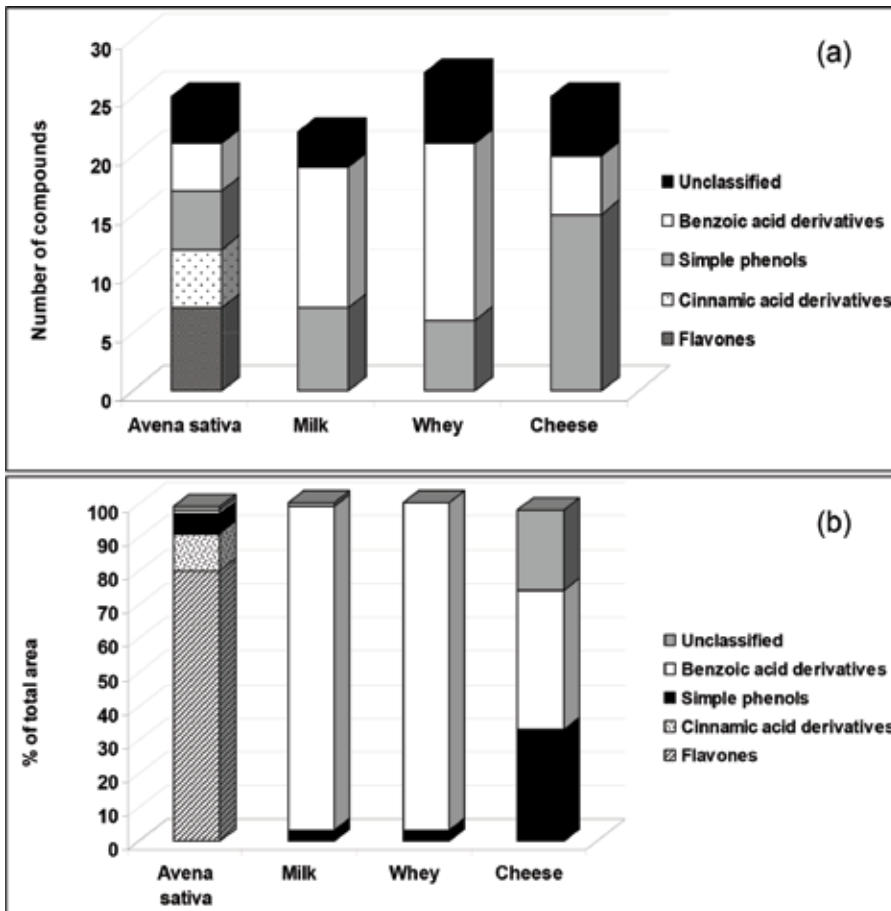 (a)
Number of compounds
30
25
20
15
10
5
0
Avena sativa Milk Whey Cheese
Unclassified
Benzoic acid derivatives
Simple phenols
Cinnamic acid derivatives
Flavones
(b)
% of total area
100
90
80
70
60
50
40
30
20
10
0
Avena sativa Milk Whey Cheese
Unclassified
Benzoic acid derivatives
Simple phenols
Cinnamic acid derivatives
Flavones